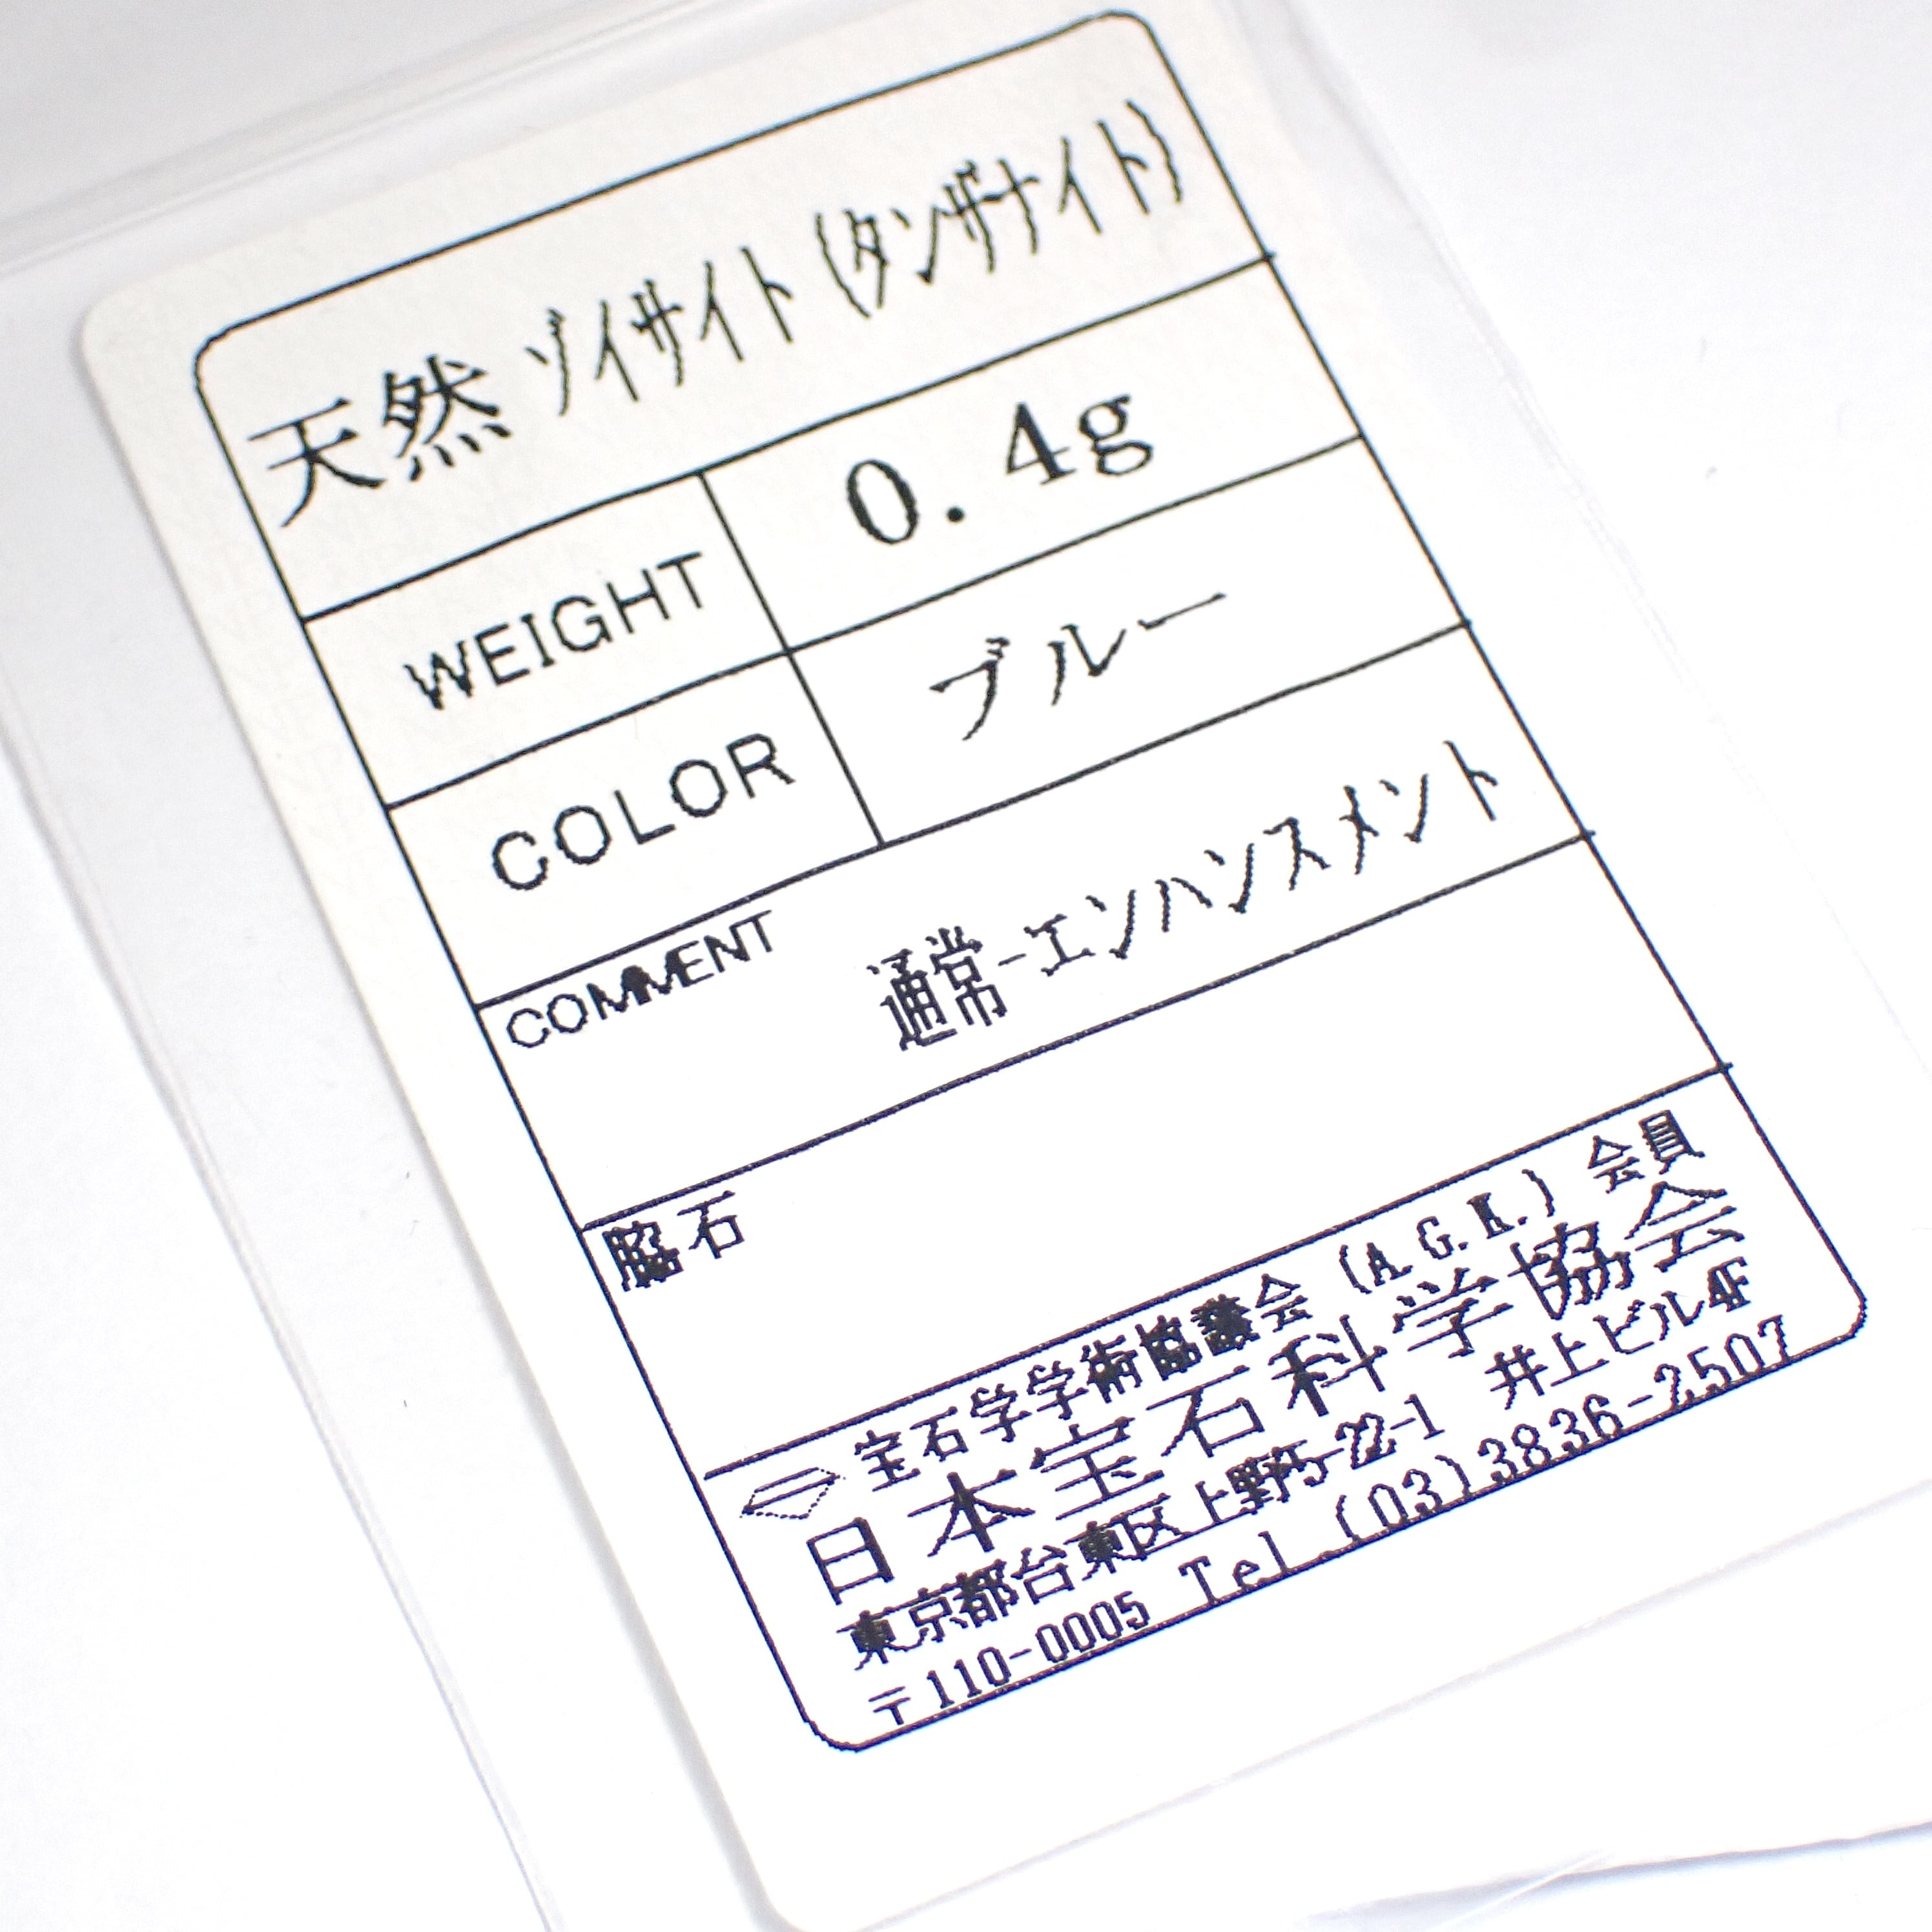 天然 ゾイサイト (タンザナイト)
WEIGHT 0.4g
COLOR ブルー
COMMENT 通常-エンハンスメント
脇石
宝石学学術協議会 (A.G.K.) 会員
日本宝石科学協会
東京都台東区上野5-22-1 井上ビル4F
〒110-0005 Tel (03)3836-2507